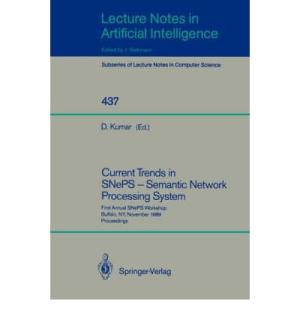 Lecture Notes in
Artificial Intelligence
Edited by J. Siekmann
Subseries of Lecture Notes in Computer Science
437
D. Kumar (Ed.)
Current Trends in
SNePS – Semantic Network
Processing System
First Annual SNePS Workshop
Buffalo, NY, November 1989
Proceedings
Springer-Verlag